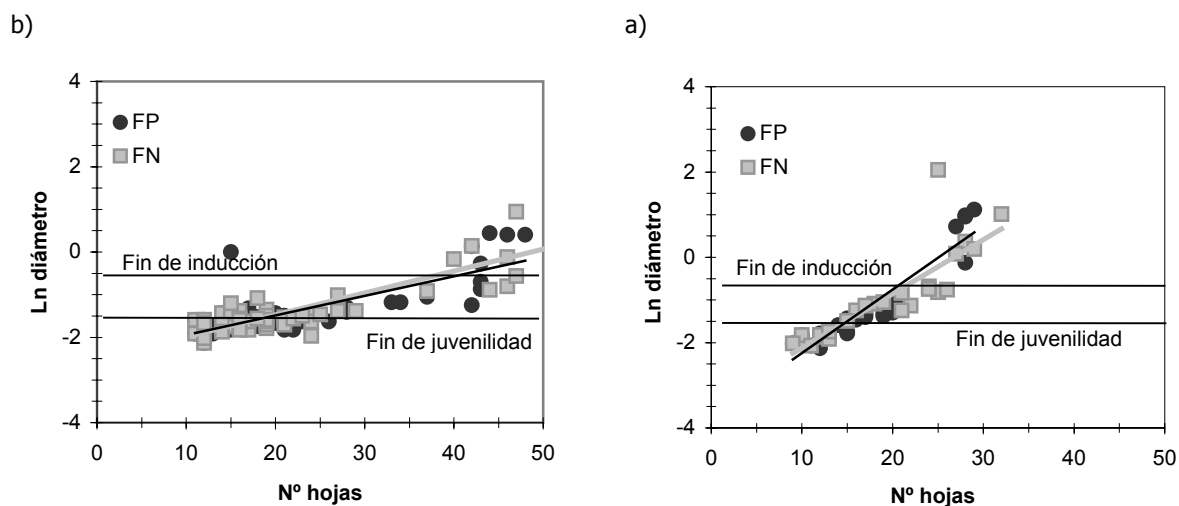 b)
4
2
0
-2
-4
Ln diámetro
FP
FN
Fin de inducción
Fin de juvenilidad
0 10 20 30 40 50
Nº hojas
a)
4
2
0
-2
-4
Ln diámetro
FP
FN
Fin de inducción
Fin de juvenilidad
0 10 20 30 40 50
Nº hojas